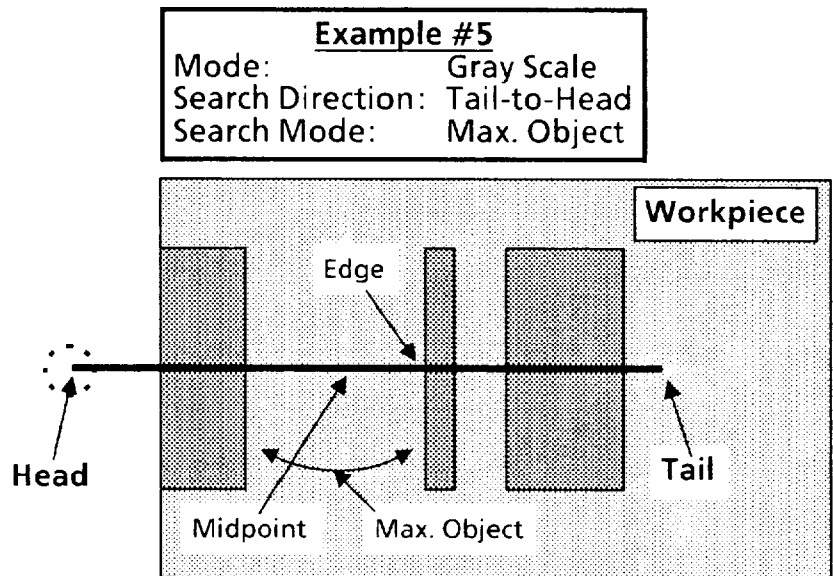 Example #5
Mode: Gray Scale
Search Direction: Tail-to-Head
Search Mode: Max. Object
Workpiece
Edge
Head
Tail
Midpoint
Max. Object